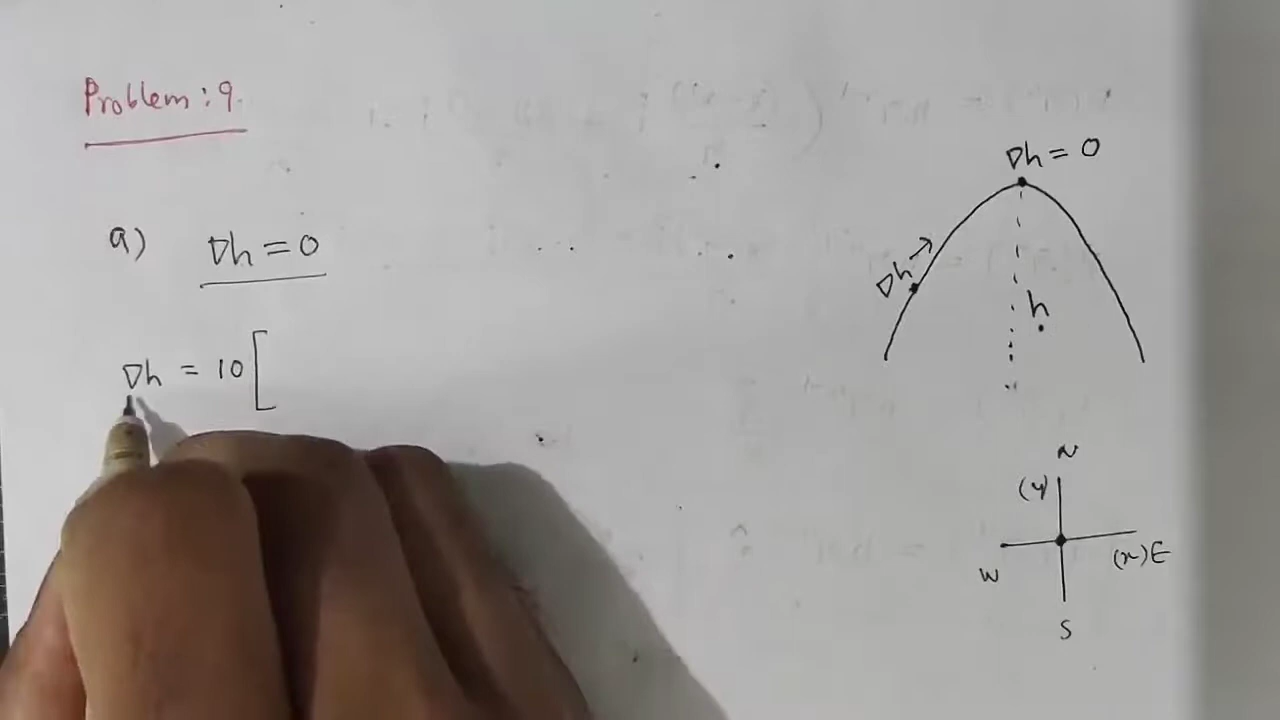 Problem : 9.
a) ∇h = 0
∇h = 10 [
∇h = 0
∇h
h
N
(y)
W
(x) E
S